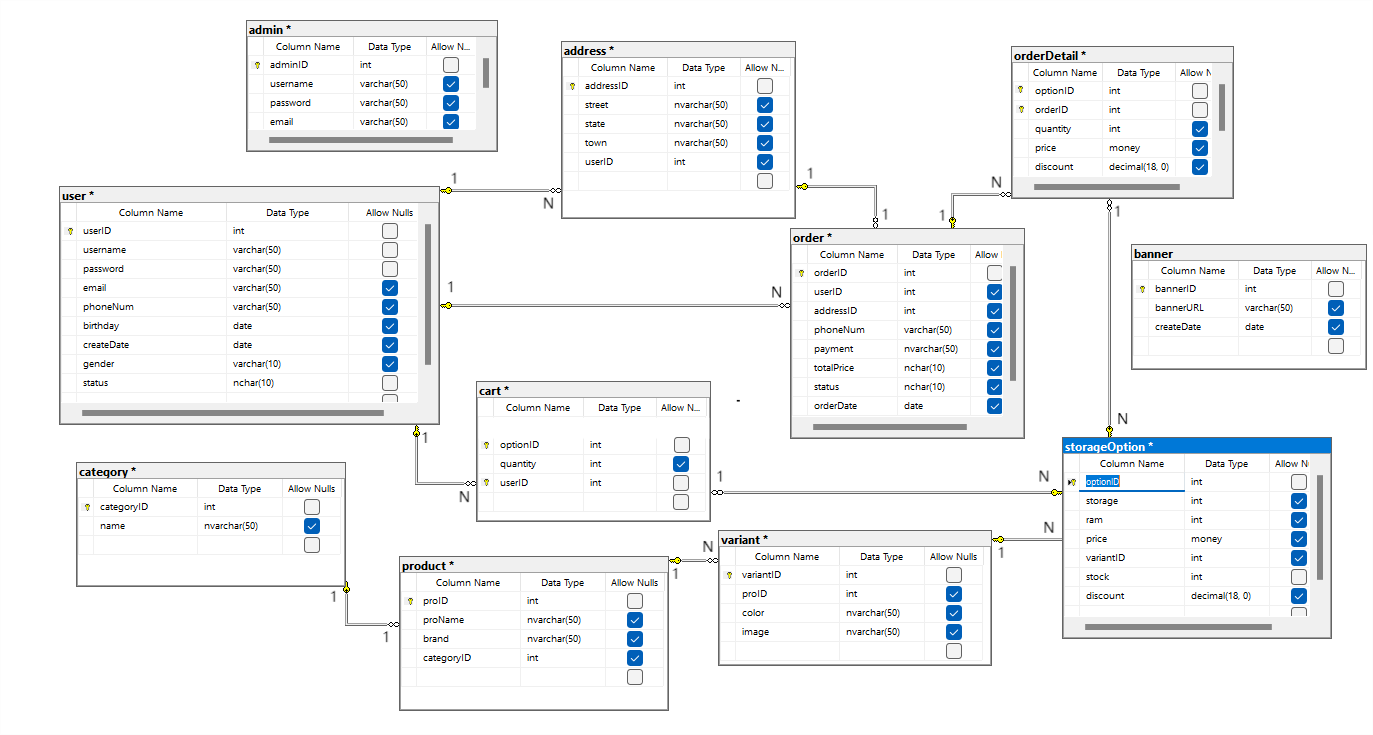 admin *
Column Name Data Type Allow N...
adminID int
username varchar(50)
password varchar(50)
email varchar(50)
address *
Column Name Data Type Allow N...
addressID int
street nvarchar(50)
state nvarchar(50)
town nvarchar(50)
userID int
orderDetail *
Column Name Data Type Allow N
optionID int
orderID int
quantity int
price money
discount decimal(18, 0)
user *
Column Name Data Type Allow Nulls
userID int
username varchar(50)
password varchar(50)
email varchar(50)
phoneNum varchar(50)
birthday date
createDate date
gender varchar(10)
status nchar(10)
1
N
1
1
N
1
1
N
order *
Column Name Data Type Allow
orderID int
userID int
addressID int
phoneNum varchar(50)
payment nvarchar(50)
totalPrice nchar(10)
status nchar(10)
orderDate date
1
N
banner
Column Name Data Type Allow N...
bannerID int
bannerURL varchar(50)
createDate date
cart *
Column Name Data Type Allow N...
optionID int
quantity int
userID int
-
1
N
1
N
storageOption *
Column Name Data Type Allow Nu
optionID int
storage int
ram int
price money
variantID int
stock int
discount decimal(18, 0)
category *
Column Name Data Type Allow Nulls
categoryID int
name nvarchar(50)
1
1
product *
Column Name Data Type Allow Nulls
proID int
proName nvarchar(50)
brand nvarchar(50)
categoryID int
1
N
variant *
Column Name Data Type Allow Nulls
variantID int
proID int
color nvarchar(50)
image nvarchar(50)
1
N